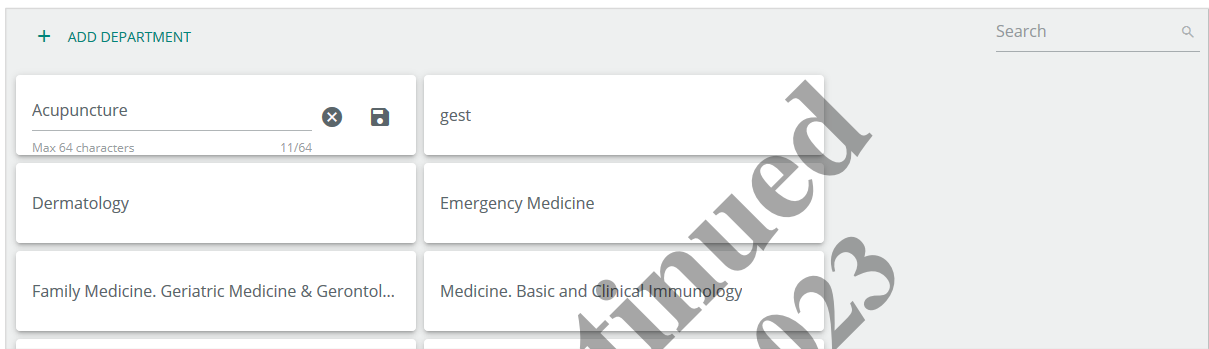 + ADD DEPARTMENT
Search
Acupuncture
Max 64 characters 11/64
gest
Dermatology
Emergency Medicine
Family Medicine. Geriatric Medicine & Gerontol...
Medicine. Basic and Clinical Immunology